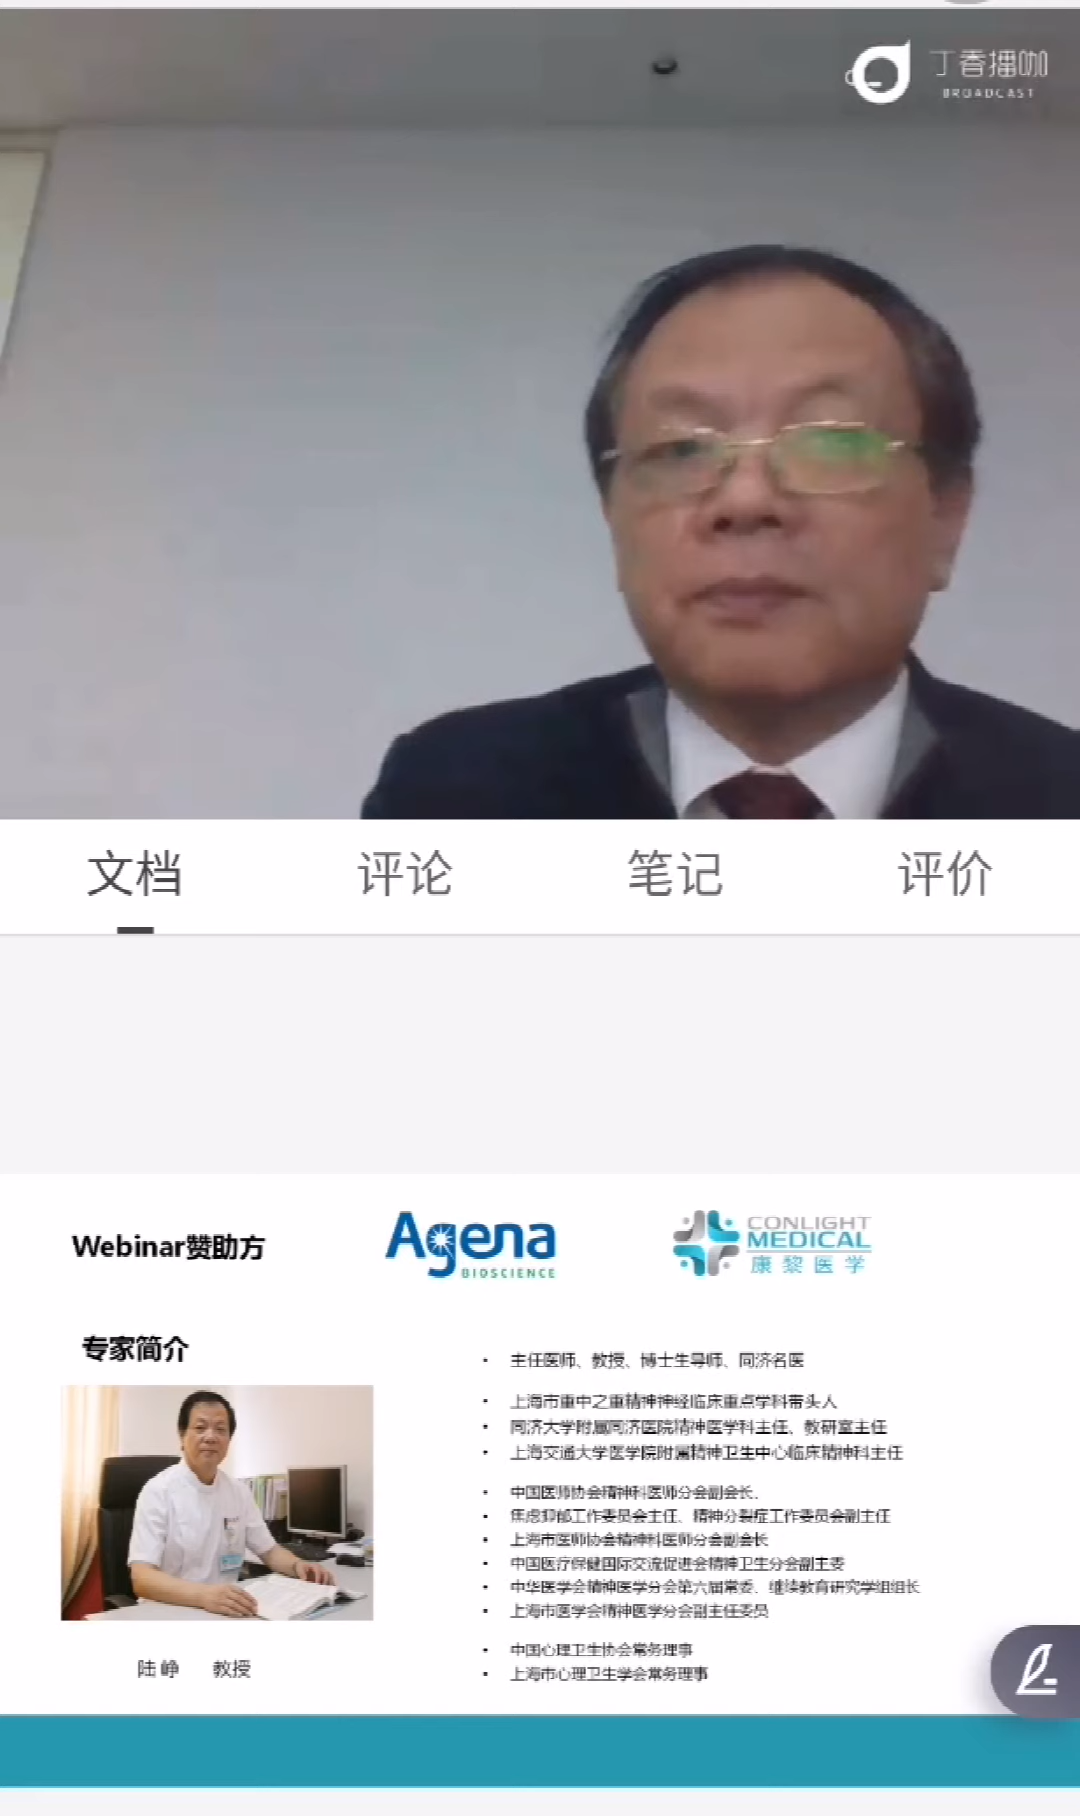 丁香播咖
BROADCAST
文档 评论 笔记 评价
Webinar赞助方
Agena
BIOSCIENCE
CONLIGHT
MEDICAL
康黎医学
专家简介
• 主任医师、教授、博士生导师、同济名医
• 上海市重中之重精神神经临床重点学科带头人
• 同济大学附属同济医院精神医学科主任、教研室主任
• 上海交通大学医学院附属精神卫生中心临床精神科主任
• 中国医师协会精神科医师分会副会长、
• 焦虑抑郁工作委员会主任、精神分裂症工作委员会副主任
• 上海市医师协会精神科医师分会副会长
• 中国医疗保健国际交流促进会精神卫生分会副主委
• 中华医学会精神医学分会第六届常委、继续教育研究学组组长
• 上海市医学会精神医学分会副主任委员
• 中国心理卫生协会常务理事
• 上海市心理卫生学会常务理事
陆峥 教授